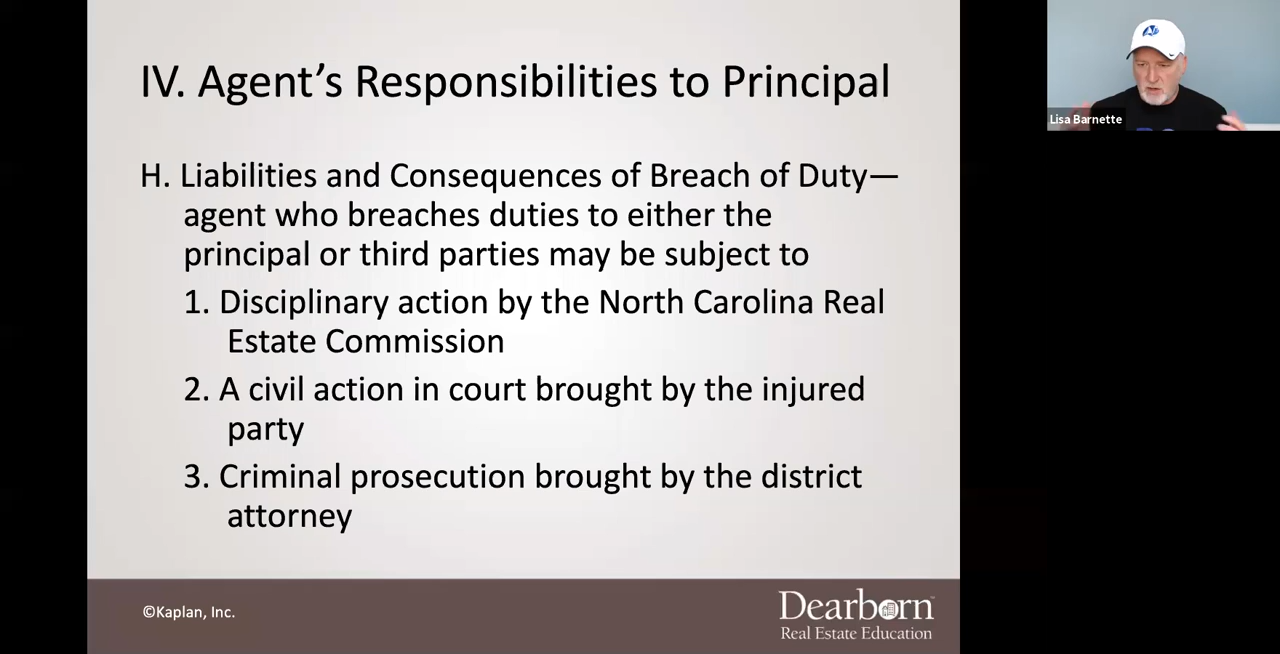 IV. Agent’s Responsibilities to Principal
Lisa Barnette
H. Liabilities and Consequences of Breach of Duty—
agent who breaches duties to either the
principal or third parties may be subject to
1. Disciplinary action by the North Carolina Real
Estate Commission
2. A civil action in court brought by the injured
party
3. Criminal prosecution brought by the district
attorney
©Kaplan, Inc.
Dearborn™
Real Estate Education